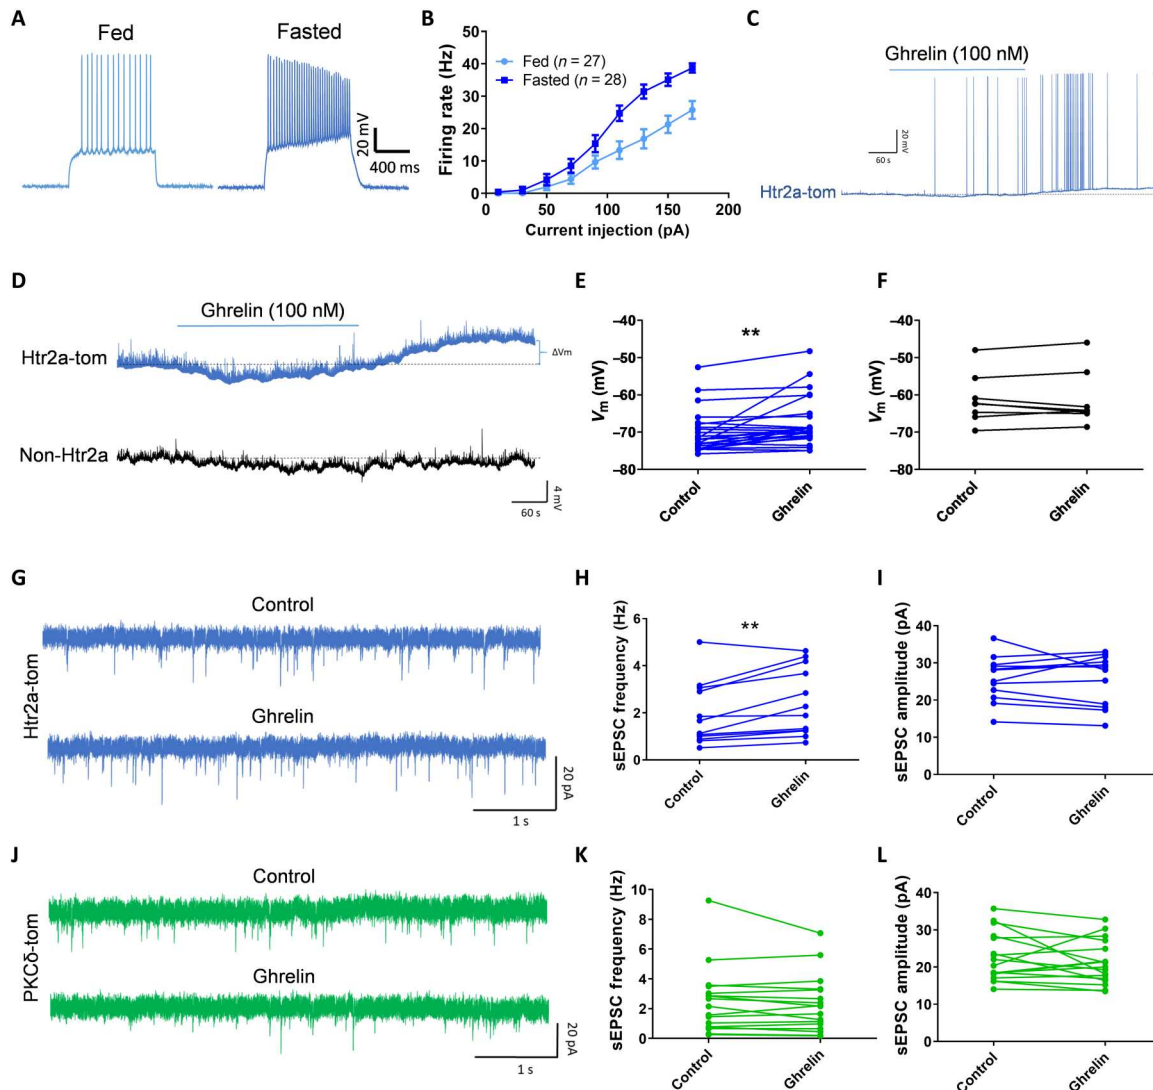 A
Fed
Fasted
20 mV
400 ms
B
Firing rate (Hz)
50
40
30
20
10
0
Fed (n = 27)
Fasted (n = 28)
0
50
100
150
200
Current injection (pA)
C
Ghrelin (100 nM)
20 mV
60 s
Htr2a-tom
D
Ghrelin (100 nM)
Htr2a-tom
ΔVm
Non-Htr2a
4 mV
60 s
E
Vm (mV)
−40
−50
−60
−70
−80
**
Control
Ghrelin
F
Vm (mV)
−40
−50
−60
−70
−80
Control
Ghrelin
G
Htr2a-tom
Control
Ghrelin
20 pA
1 s
H
sEPSC frequency (Hz)
6
4
2
0
**
Control
Ghrelin
I
sEPSC amplitude (pA)
40
30
20
10
0
Control
Ghrelin
J
PKCδ-tom
Control
Ghrelin
20 pA
1 s
K
sEPSC frequency (Hz)
10
8
6
4
2
0
Control
Ghrelin
L
sEPSC amplitude (pA)
40
30
20
10
0
Control
Ghrelin